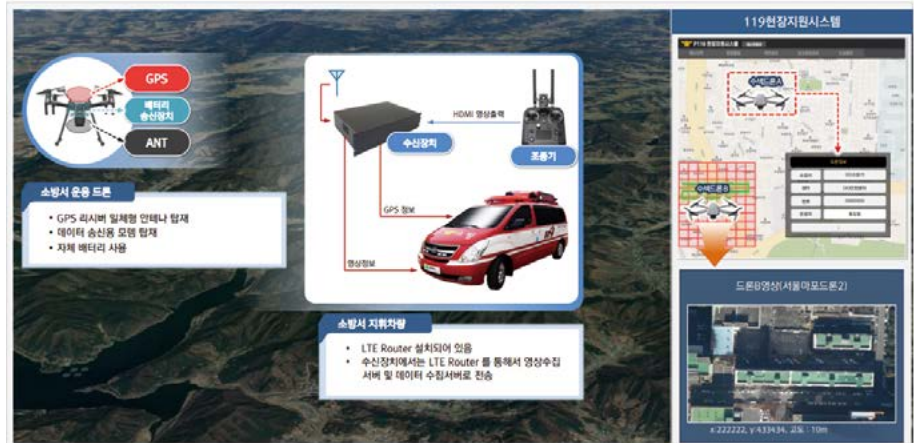 GPS
배터리
송신장치
ANT
소방서 운용 드론
• GPS 리시버 일체형 안테나 탑재
• 데이터 송신용 모뎀 탑재
• 자체 배터리 사용
HDMI 영상출력
수신장치
조종기
GPS 정보
영상정보
소방서 지휘차량
• LTE Router 설치되어 있음
• 수신장치에서는 LTE Router 를 통해서 영상수집
서버 및 데이터 수집서버로 전송
119현장지원시스템
수색드론A
드론정보
수색드론B
드론B영상(서울마포드론2)
x:222222, y:433434, 고도 : 10m